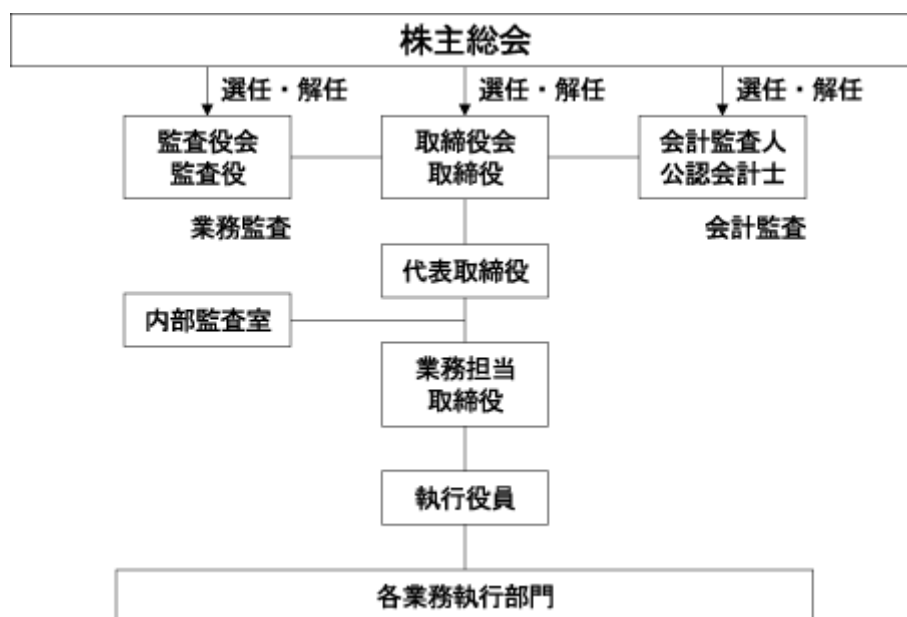 株主総会
選任・解任
選任・解任
選任・解任
監査役会
監査役
取締役会
取締役
会計監査人
公認会計士
業務監査
会計監査
代表取締役
内部監査室
業務担当
取締役
執行役員
各業務執行部門